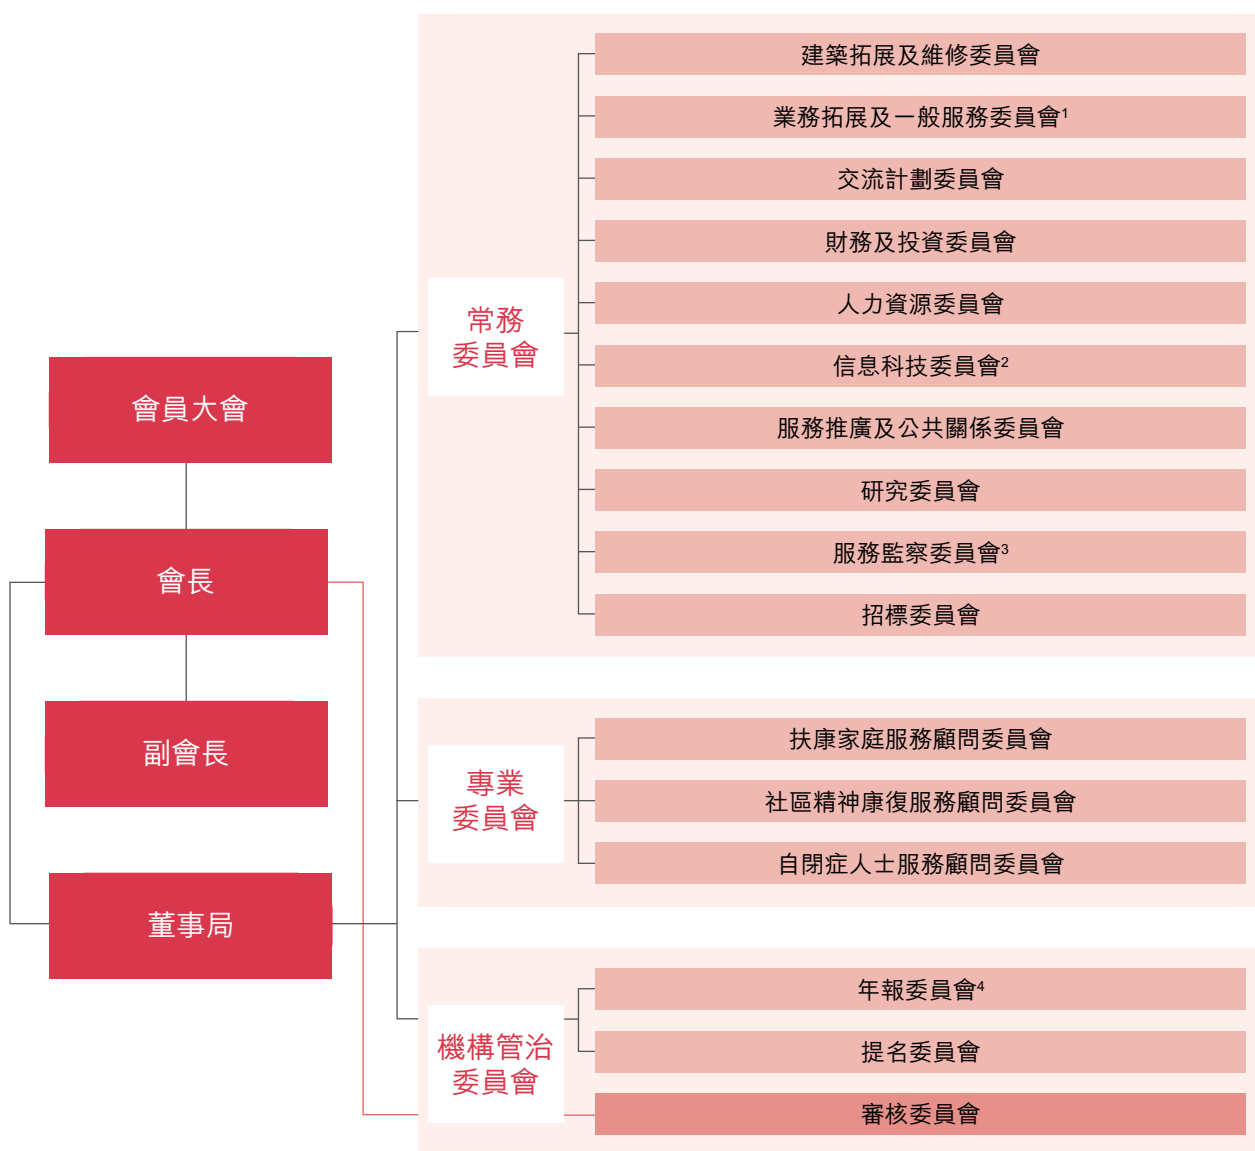 會員大會
會長
副會長
董事局
常務
委員會
建築拓展及維修委員會
業務拓展及一般服務委員會¹
交流計劃委員會
財務及投資委員會
人力資源委員會
信息科技委員會²
服務推廣及公共關係委員會
研究委員會
服務監察委員會³
招標委員會
專業
委員會
扶康家庭服務顧問委員會
社區精神康復服務顧問委員會
自閉症人士服務顧問委員會
機構管治
委員會
年報委員會⁴
提名委員會
審核委員會